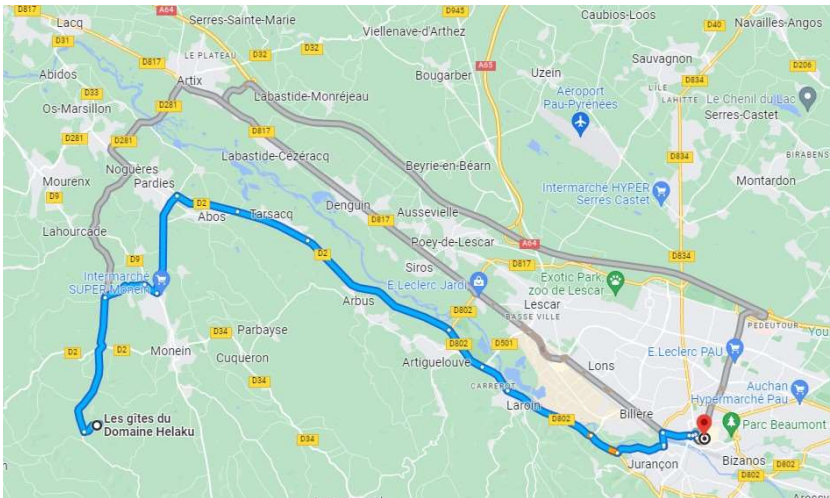 D817
Lacq
A64
Serres-Sainte-Marie
D945
Caubios-Loos
D40
Navailles-Angos
D31
LE PLATEAU
D32
D32
Viellenave-d'Arthez
D817
Abidos
Artix
A65
Sauvagnon
D33
Bougarber
Uzein
D834
D206
Os-Marsillon
D281
Labastide-Monréjeau
Aéroport
Pau-Pyrénées
L'ILE
LAHITTE
Le Chenil du Lac
Serres-Castet
D281
D281
D817
Labastide-Cézéracq
D834
BIRABENS
Noguères
Beyrie-en-Béarn
Mourenx
Pardies
Montardon
D9
D2
Abos
Tarsacq
Denguin
D817
Aussevielle
Intermarché HYPER
Serres Castet
Lahourcade
Poey-de-Lescar
A64
D834
D9
D2
Siros
D817
Intermarché
SUPER Monein
E.Leclerc Jardi
Exotic Park
zoo de Lescar
Arbus
Lescar
D802
BASSE VILLE
PEDETOUR
D34
Parbayse
You
D2
D2
Monein
Cuqueron
D802
D501
E.Leclerc PAU
Artiguelouve
Lons
D34
CARREROT
Auchan
Hypermarché Pau
Laroin
Billère
Les gîtes du
Domaine Helaku
D802
Parc Beaumont
D34
Jurançon
Bizanos
D802
D802